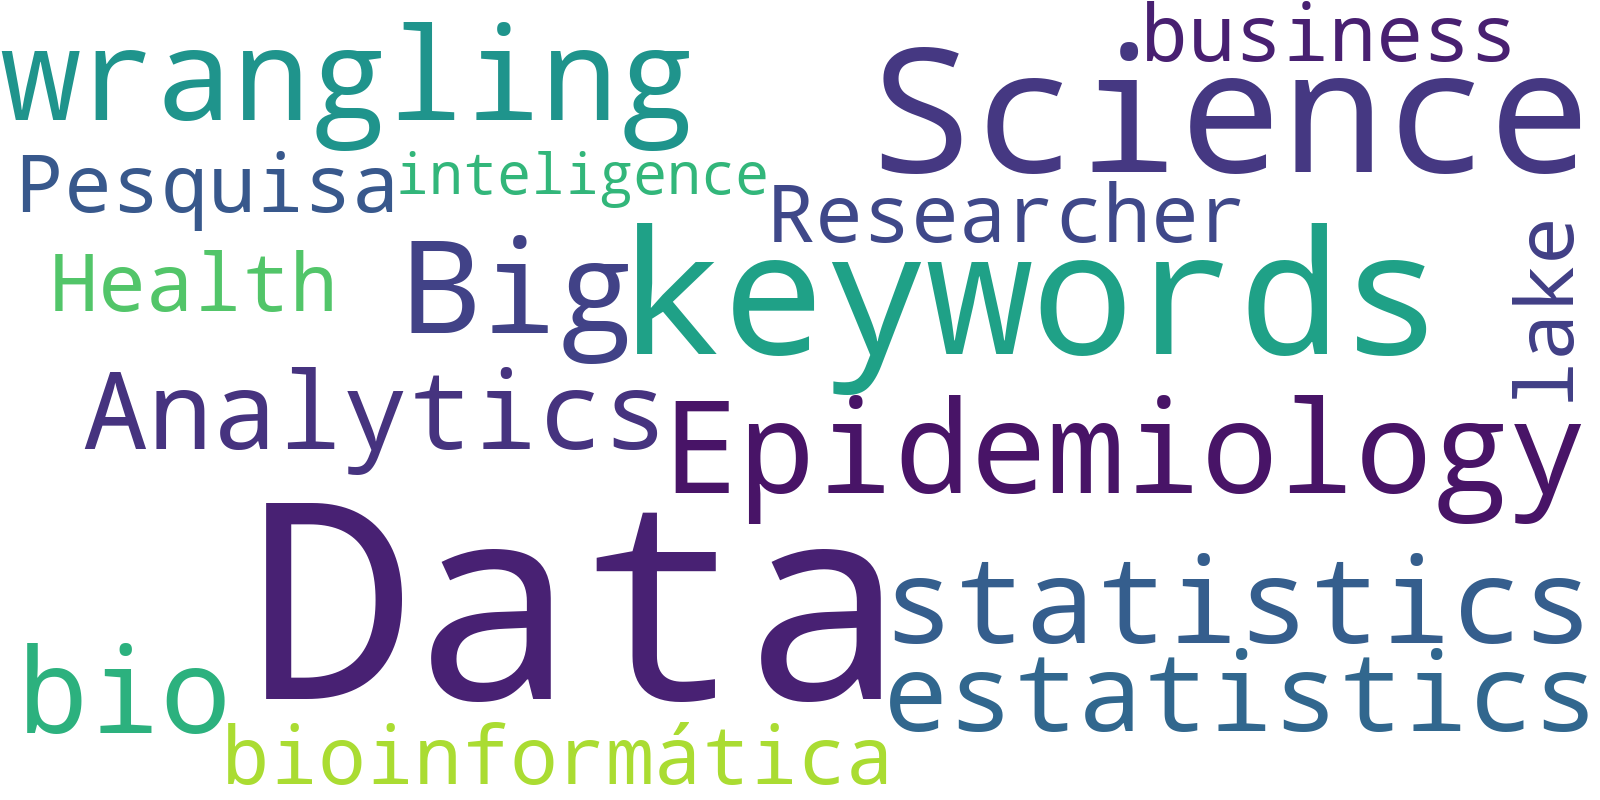 business
wrangling
Science
Pesquisa
inteligence
Researcher
Health
Big
keywords
lake
Analytics
Epidemiology
Data
statistics
bio
estatistics
bioinformática